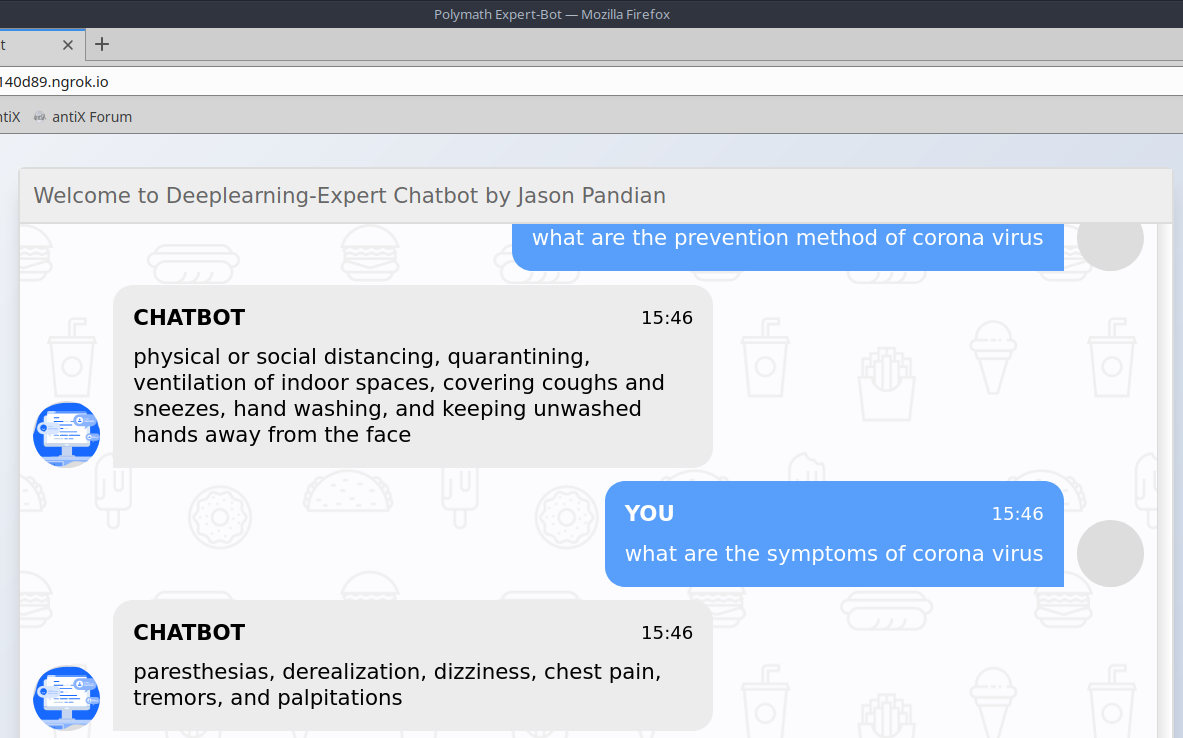 Polymath Expert-Bot — Mozilla Firefox
t
140d89.ngrok.io
ntiX antiX Forum
Welcome to Deeplearning-Expert Chatbot by Jason Pandian
what are the prevention method of corona virus
CHATBOT 15:46
physical or social distancing, quarantining,
ventilation of indoor spaces, covering coughs and
sneezes, hand washing, and keeping unwashed
hands away from the face
YOU 15:46
what are the symptoms of corona virus
CHATBOT 15:46
paresthesias, derealization, dizziness, chest pain,
tremors, and palpitations